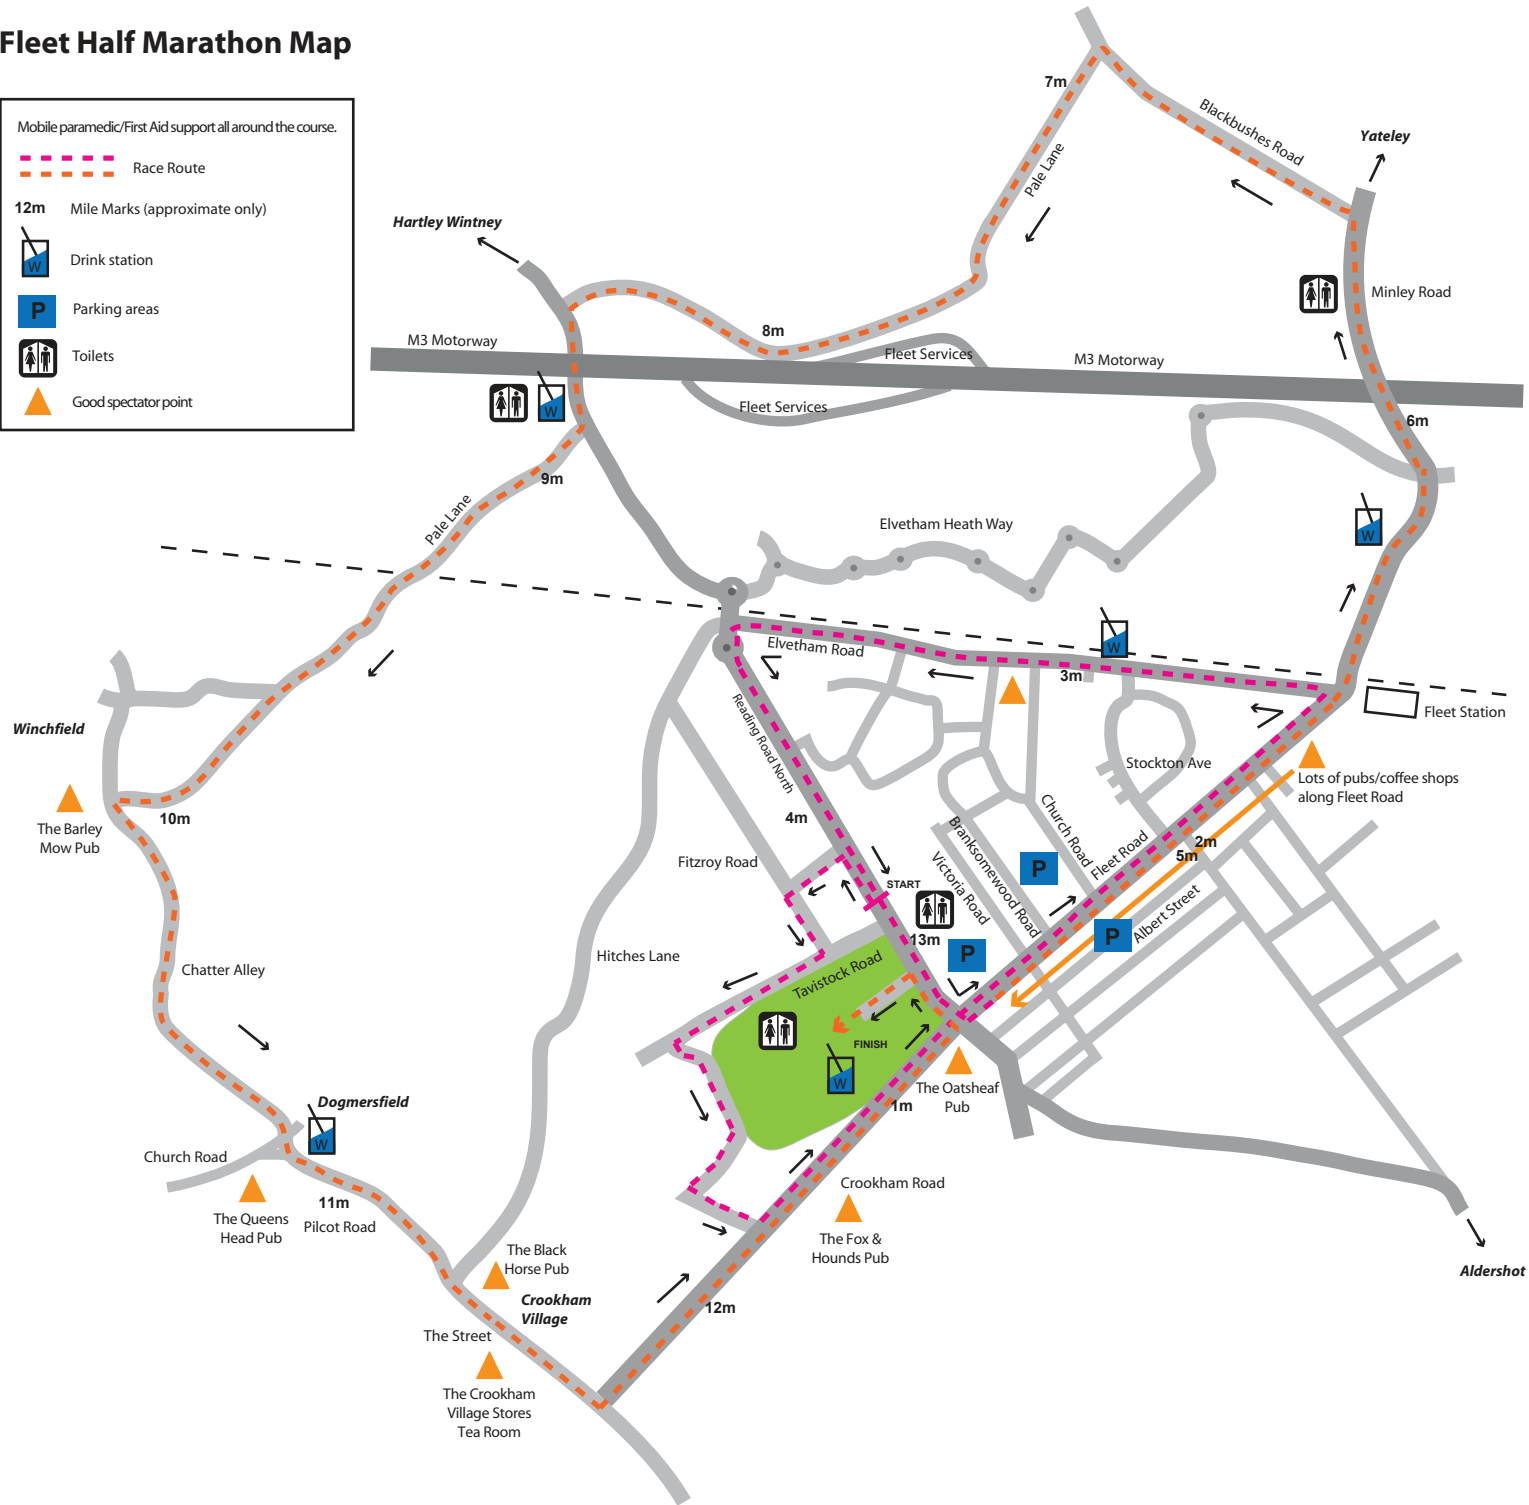 Fleet Half Marathon Map
Mobile paramedic/First Aid support all around the course.
Race Route
12m
Mile Marks (approximate only)
W
Drink station
P
Parking areas
Toilets
Good spectator point
7m
Blackbushes Road
Yateley
Pale Lane
Hartley Wintney
Minley Road
8m
M3 Motorway
Fleet Services
M3 Motorway
Fleet Services
W
6m
9m
Pale Lane
Elvetham Heath Way
W
W
Elvetham Road
3m
Reading Road North
Fleet Station
Winchfield
Stockton Ave
Lots of pubs/coffee shops
along Fleet Road
10m
The Barley
Mow Pub
4m
Church Road
Branksomewood Road
Victoria Road
Fleet Road
2m
5m
Fitzroy Road
P
START
Albert Street
P
13m
P
Hitches Lane
Tavistock Road
Chatter Alley
FINISH
W
The Oatsheaf
Pub
1m
Dogmersfield
W
Church Road
11m
Pilcot Road
The Queens
Head Pub
Crookham Road
The Fox &
Hounds Pub
The Black
Horse Pub
Crookham
Village
Aldershot
12m
The Street
The Crookham
Village Stores
Tea Room